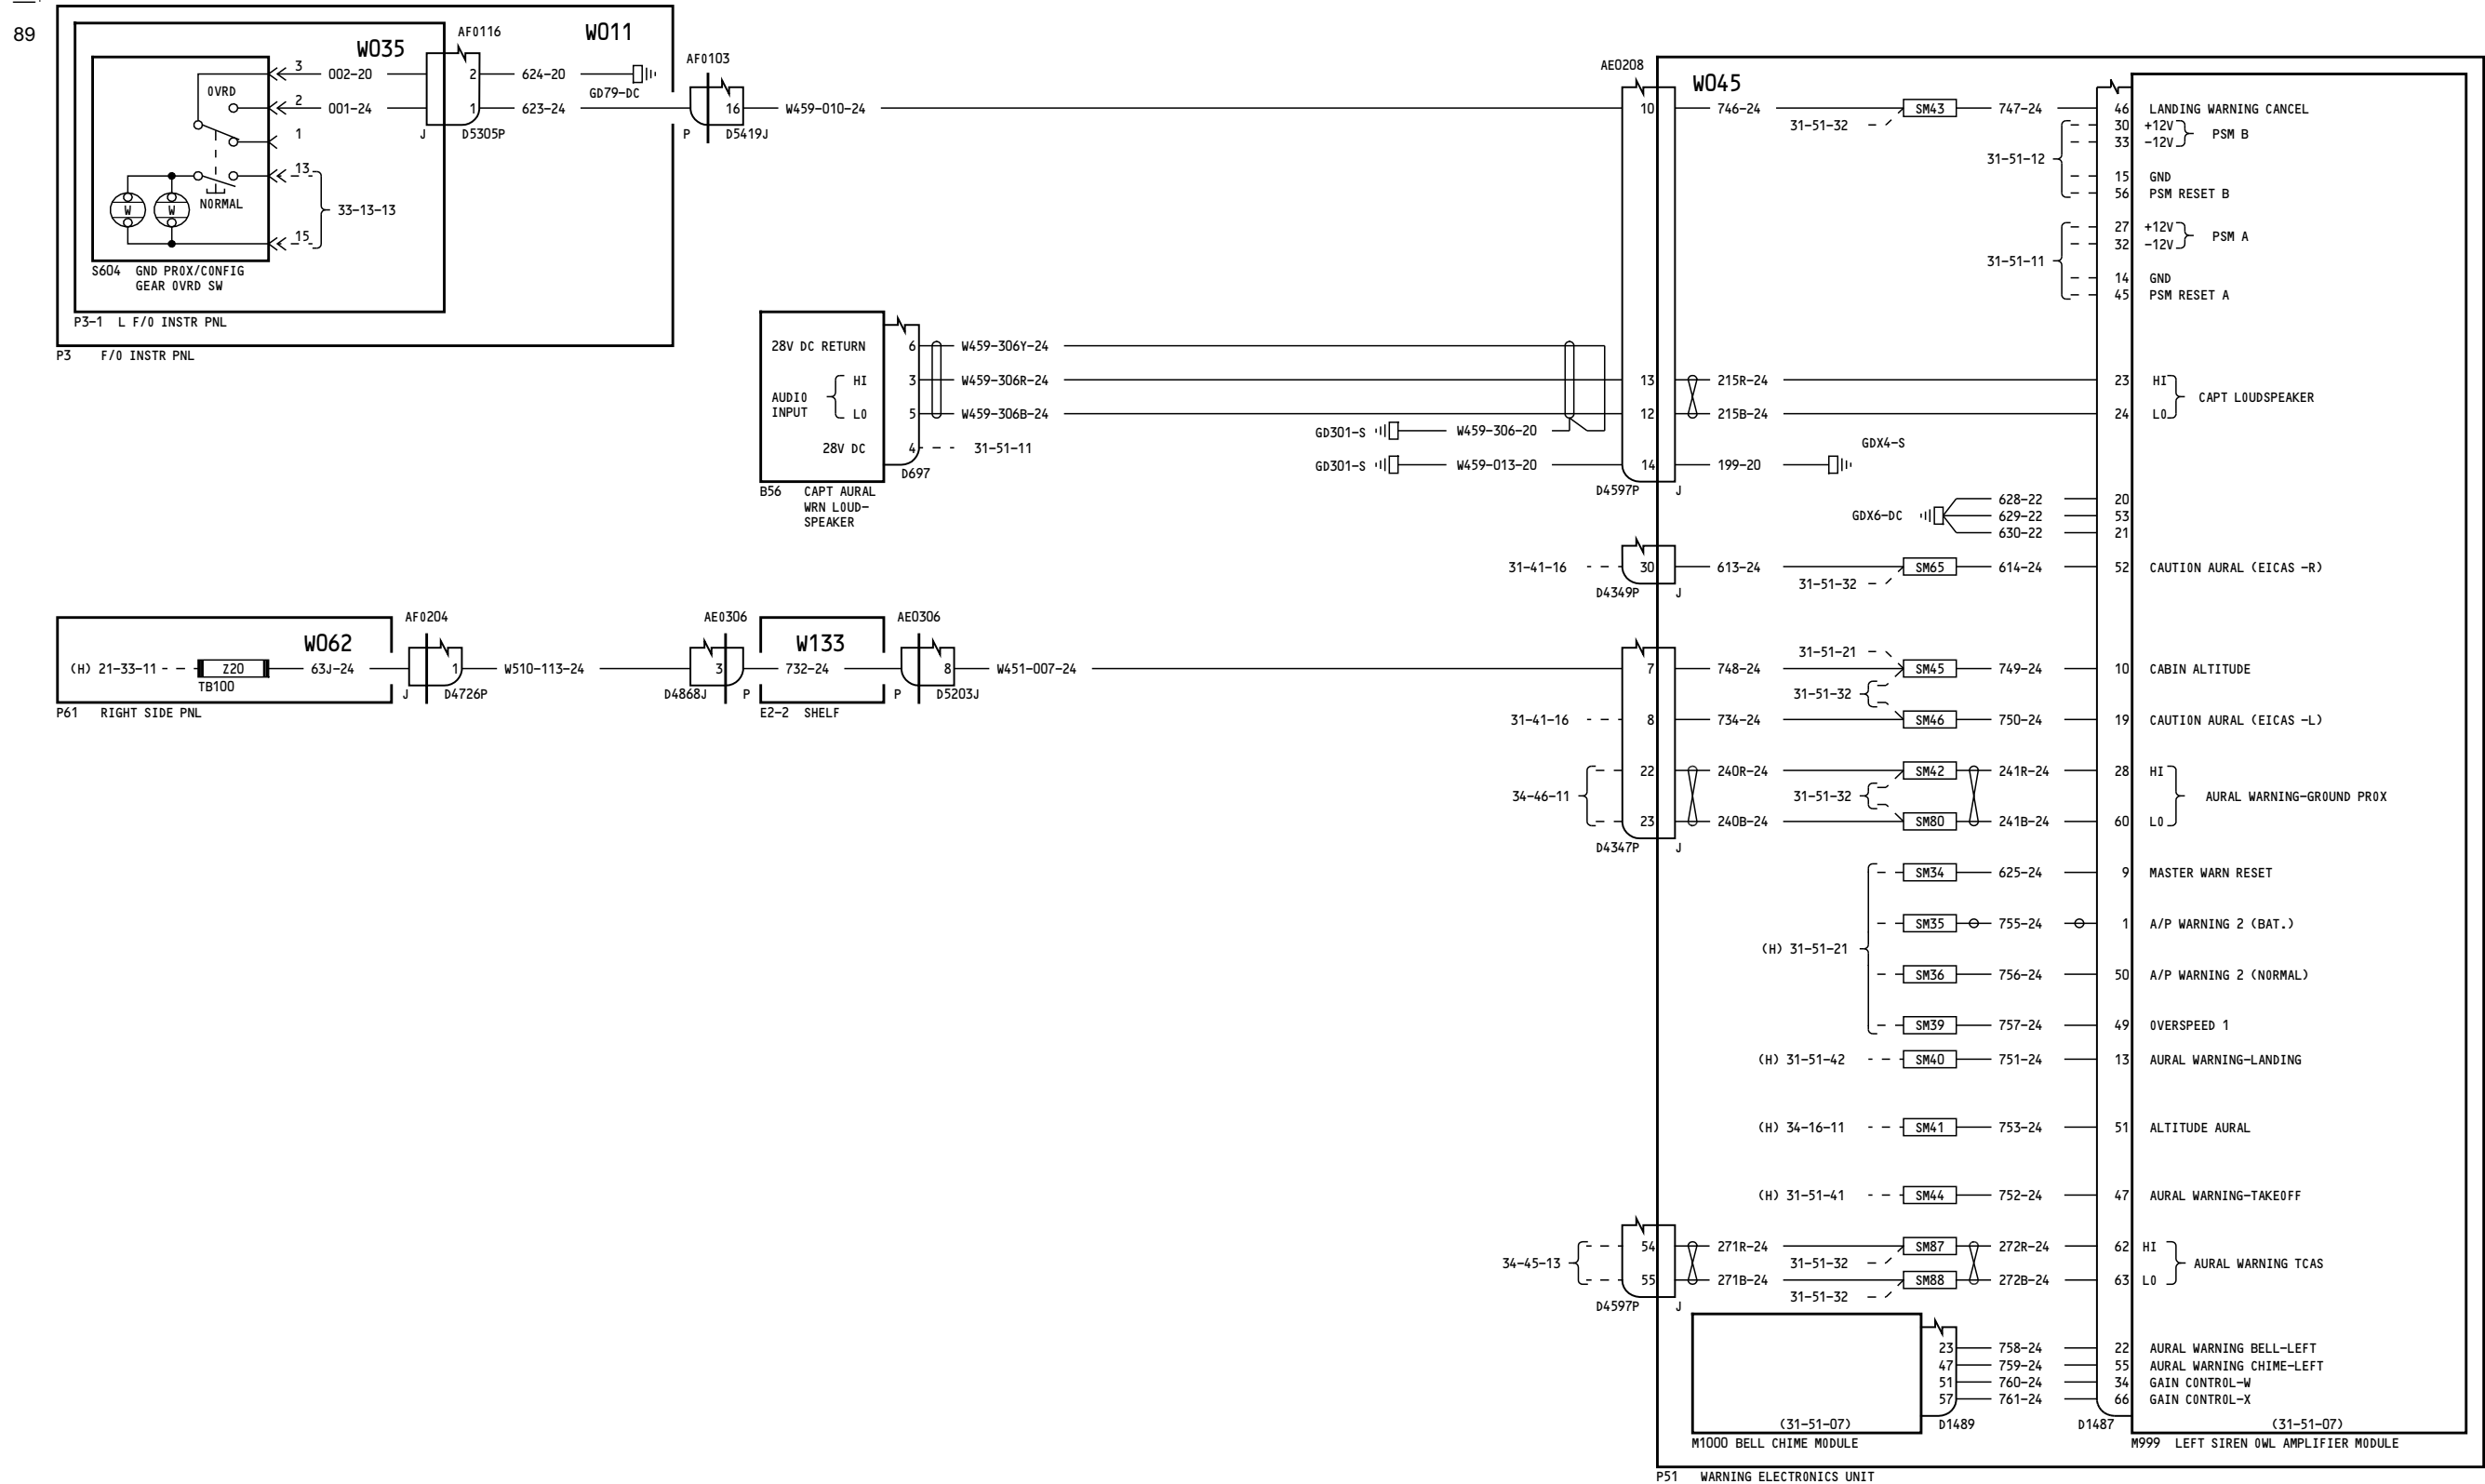 89
W035
AF0116
W011
AF0103
3 002-20 2 624-20
OVRD
GD79-DC
2 001-24 1 623-24 16 W459-010-24
J D5305P P D5419J
1
13
NORMAL
W W
33-13-13
15
S604 GND PROX/CONFIG
GEAR OVRD SW
P3-1 L F/O INSTR PNL
P3 F/O INSTR PNL
28V DC RETURN 6 W459-306Y-24
HI 3 W459-306R-24
AUDIO
INPUT
LO 5 W459-306B-24
28V DC 4 31-51-11
D697
B56 CAPT AURAL
WRN LOUD-
SPEAKER
GD301-S W459-306-20
GD301-S W459-013-20
W062
(H) 21-33-11 Z20 63J-24
TB100
P61 RIGHT SIDE PNL
AF0204
1 W510-113-24
J D4726P
AE0306
3
D4868J P
W133
732-24
E2-2 SHELF
AE0306
8 W451-007-24
P D5203J
AE0208
W045
10 746-24 SM43 747-24 46 LANDING WARNING CANCEL
31-51-32
30 +12V
PSM B
33 -12V
31-51-12
15 GND
56 PSM RESET B
27 +12V
PSM A
32 -12V
31-51-11
14 GND
45 PSM RESET A
13 215R-24 23 HI
CAPT LOUDSPEAKER
12 215B-24 24 LO
GDX4-S
14 199-20
D4597P J
628-22 20
GDX6-DC 629-22 53
630-22 21
31-41-16 30 613-24 SM65 614-24 52 CAUTION AURAL (EICAS -R)
31-51-32
D4349P J
31-51-21
7 748-24 SM45 749-24 10 CABIN ALTITUDE
31-51-32
31-41-16 8 734-24 SM46 750-24 19 CAUTION AURAL (EICAS -L)
22 240R-24 SM42 241R-24 28 HI
34-46-11 31-51-32 AURAL WARNING-GROUND PROX
23 240B-24 SM80 241B-24 60 LO
D4347P J
SM34 625-24 9 MASTER WARN RESET
SM35 755-24 1 A/P WARNING 2 (BAT.)
(H) 31-51-21
SM36 756-24 50 A/P WARNING 2 (NORMAL)
SM39 757-24 49 OVERSPEED 1
(H) 31-51-42 SM40 751-24 13 AURAL WARNING-LANDING
(H) 34-16-11 SM41 753-24 51 ALTITUDE AURAL
(H) 31-51-41 SM44 752-24 47 AURAL WARNING-TAKEOFF
54 271R-24 SM87 272R-24 62 HI
34-45-13 31-51-32 AURAL WARNING TCAS
55 271B-24 SM88 272B-24 63 LO
31-51-32
D4597P J
23 758-24 22 AURAL WARNING BELL-LEFT
47 759-24 55 AURAL WARNING CHIME-LEFT
51 760-24 34 GAIN CONTROL-W
57 761-24 66 GAIN CONTROL-X
(31-51-07) D1489 D1487 (31-51-07)
M1000 BELL CHIME MODULE
M999 LEFT SIREN OWL AMPLIFIER MODULE
P51 WARNING ELECTRONICS UNIT